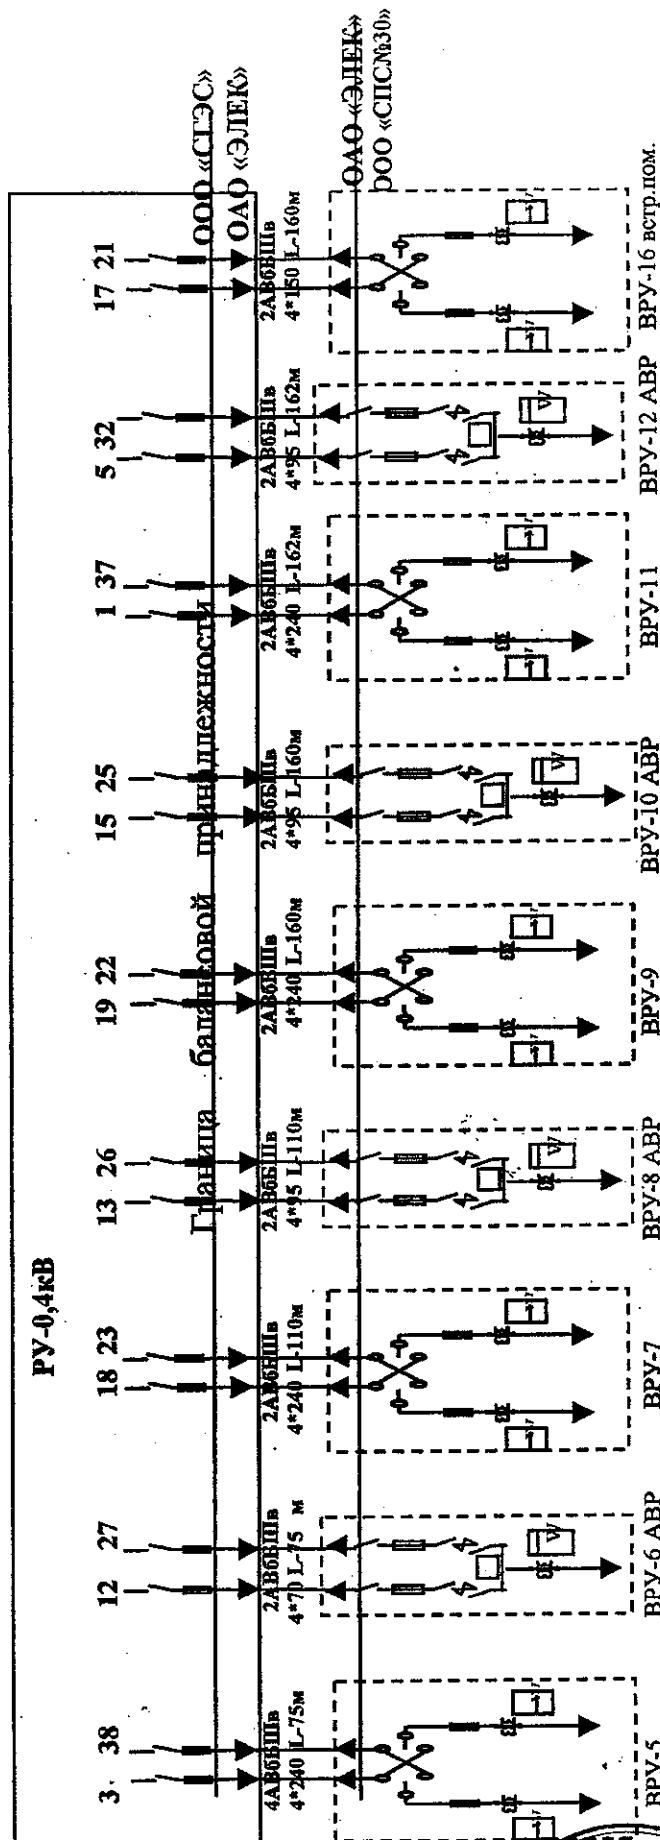 РУ-0,4кВ
3 38
12 27
18 23
13 26
19 22
15 25
1 37
5 32
17 21
Граница балансовой принадлежности
ООО «СГЭС»
ОАО «ЭЛЕК»
4АВбБШв
4*240 L-75м
2АВбБШв
4*70 L-75 м
2АВбБШв
4*240 L-110м
2АВбБШв
4*95 L-110м
2АВбБШв
4*240 L-160м
2АВбБШв
4*95 L-160м
2АВбБШв
4*240 L-162м
2АВбБШв
4*95 L-162м
2АВбБШв
4*150 L-160м
ОАО «ЭЛЕК»
ООО «СПС№30»
W
W
W
W
ВРУ-5
ВРУ-6 АВР
ВРУ-7
ВРУ-8 АВР
ВРУ-9
ВРУ-10 АВР
ВРУ-11
ВРУ-12 АВР
ВРУ-16 встр.пом.